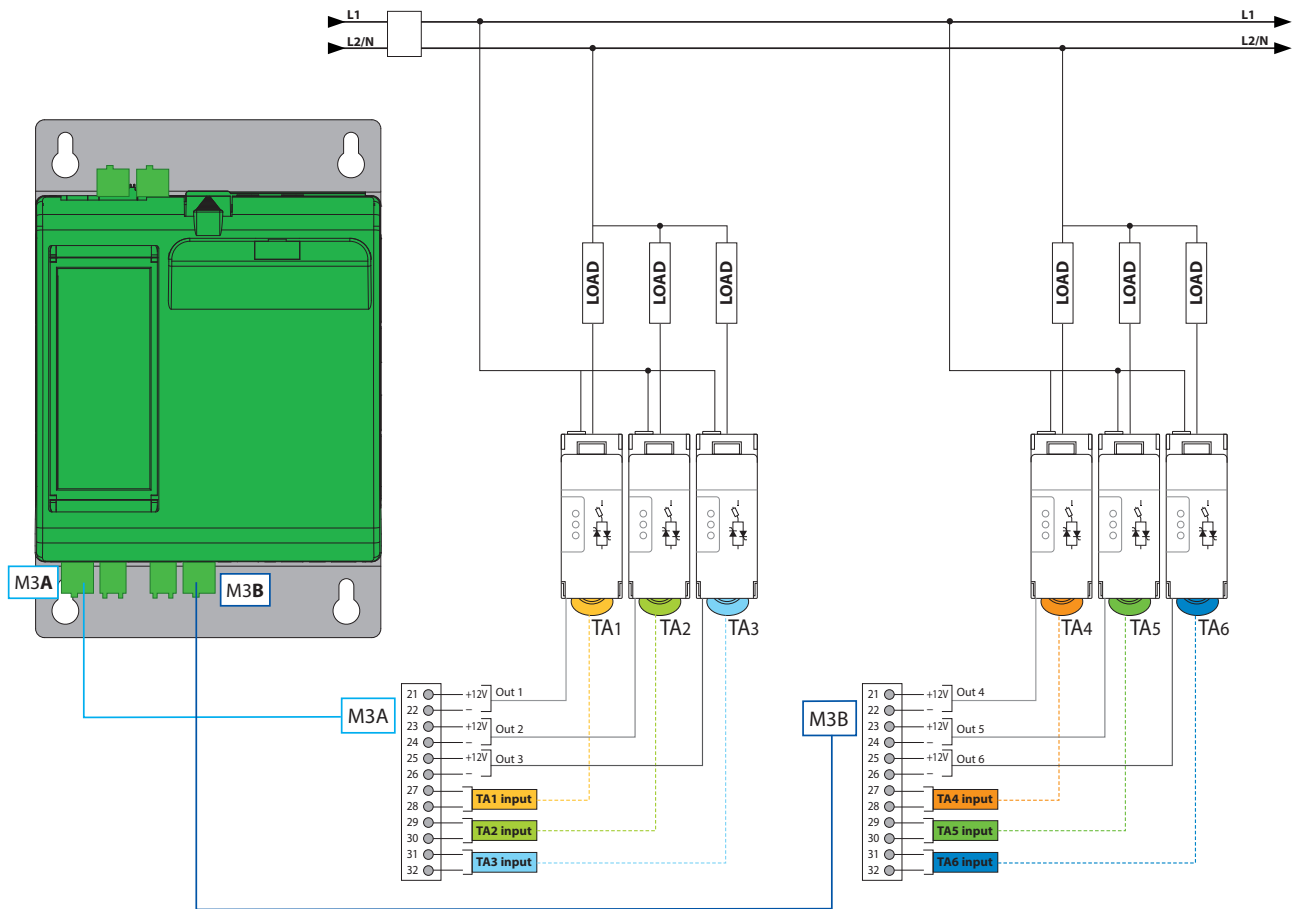 L1
L1
L2/N
L2/N
LOAD
LOAD
LOAD
LOAD
LOAD
LOAD
M3A
M3B
TA1
TA2
TA3
TA4
TA5
TA6
M3A
21 +12V Out 1
22 –
23 +12V Out 2
24 –
25 +12V Out 3
26 –
27 TA1 input
28
29 TA2 input
30
31 TA3 input
32
M3B
21 +12V Out 4
22 –
23 +12V Out 5
24 –
25 +12V Out 6
26 –
27 TA4 input
28
29 TA5 input
30
31 TA6 input
32